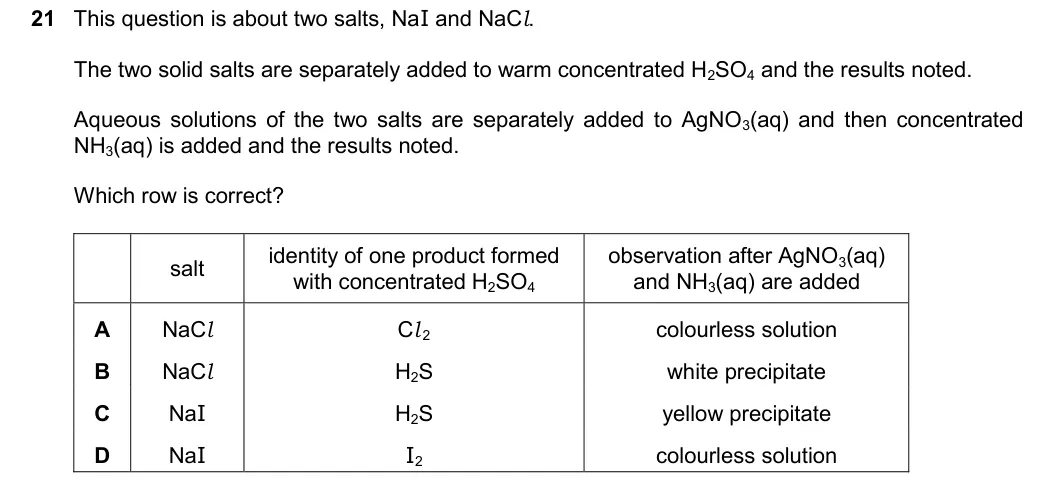 21 This question is about two salts, NaI and NaCl.
The two solid salts are separately added to warm concentrated H₂SO₄ and the results noted.
Aqueous solutions of the two salts are separately added to AgNO₃(aq) and then concentrated
NH₃(aq) is added and the results noted.
Which row is correct?
salt
identity of one product formed
with concentrated H₂SO₄
observation after AgNO₃(aq)
and NH₃(aq) are added
A NaCl Cl₂ colourless solution
B NaCl H₂S white precipitate
C NaI H₂S yellow precipitate
D NaI I₂ colourless solution